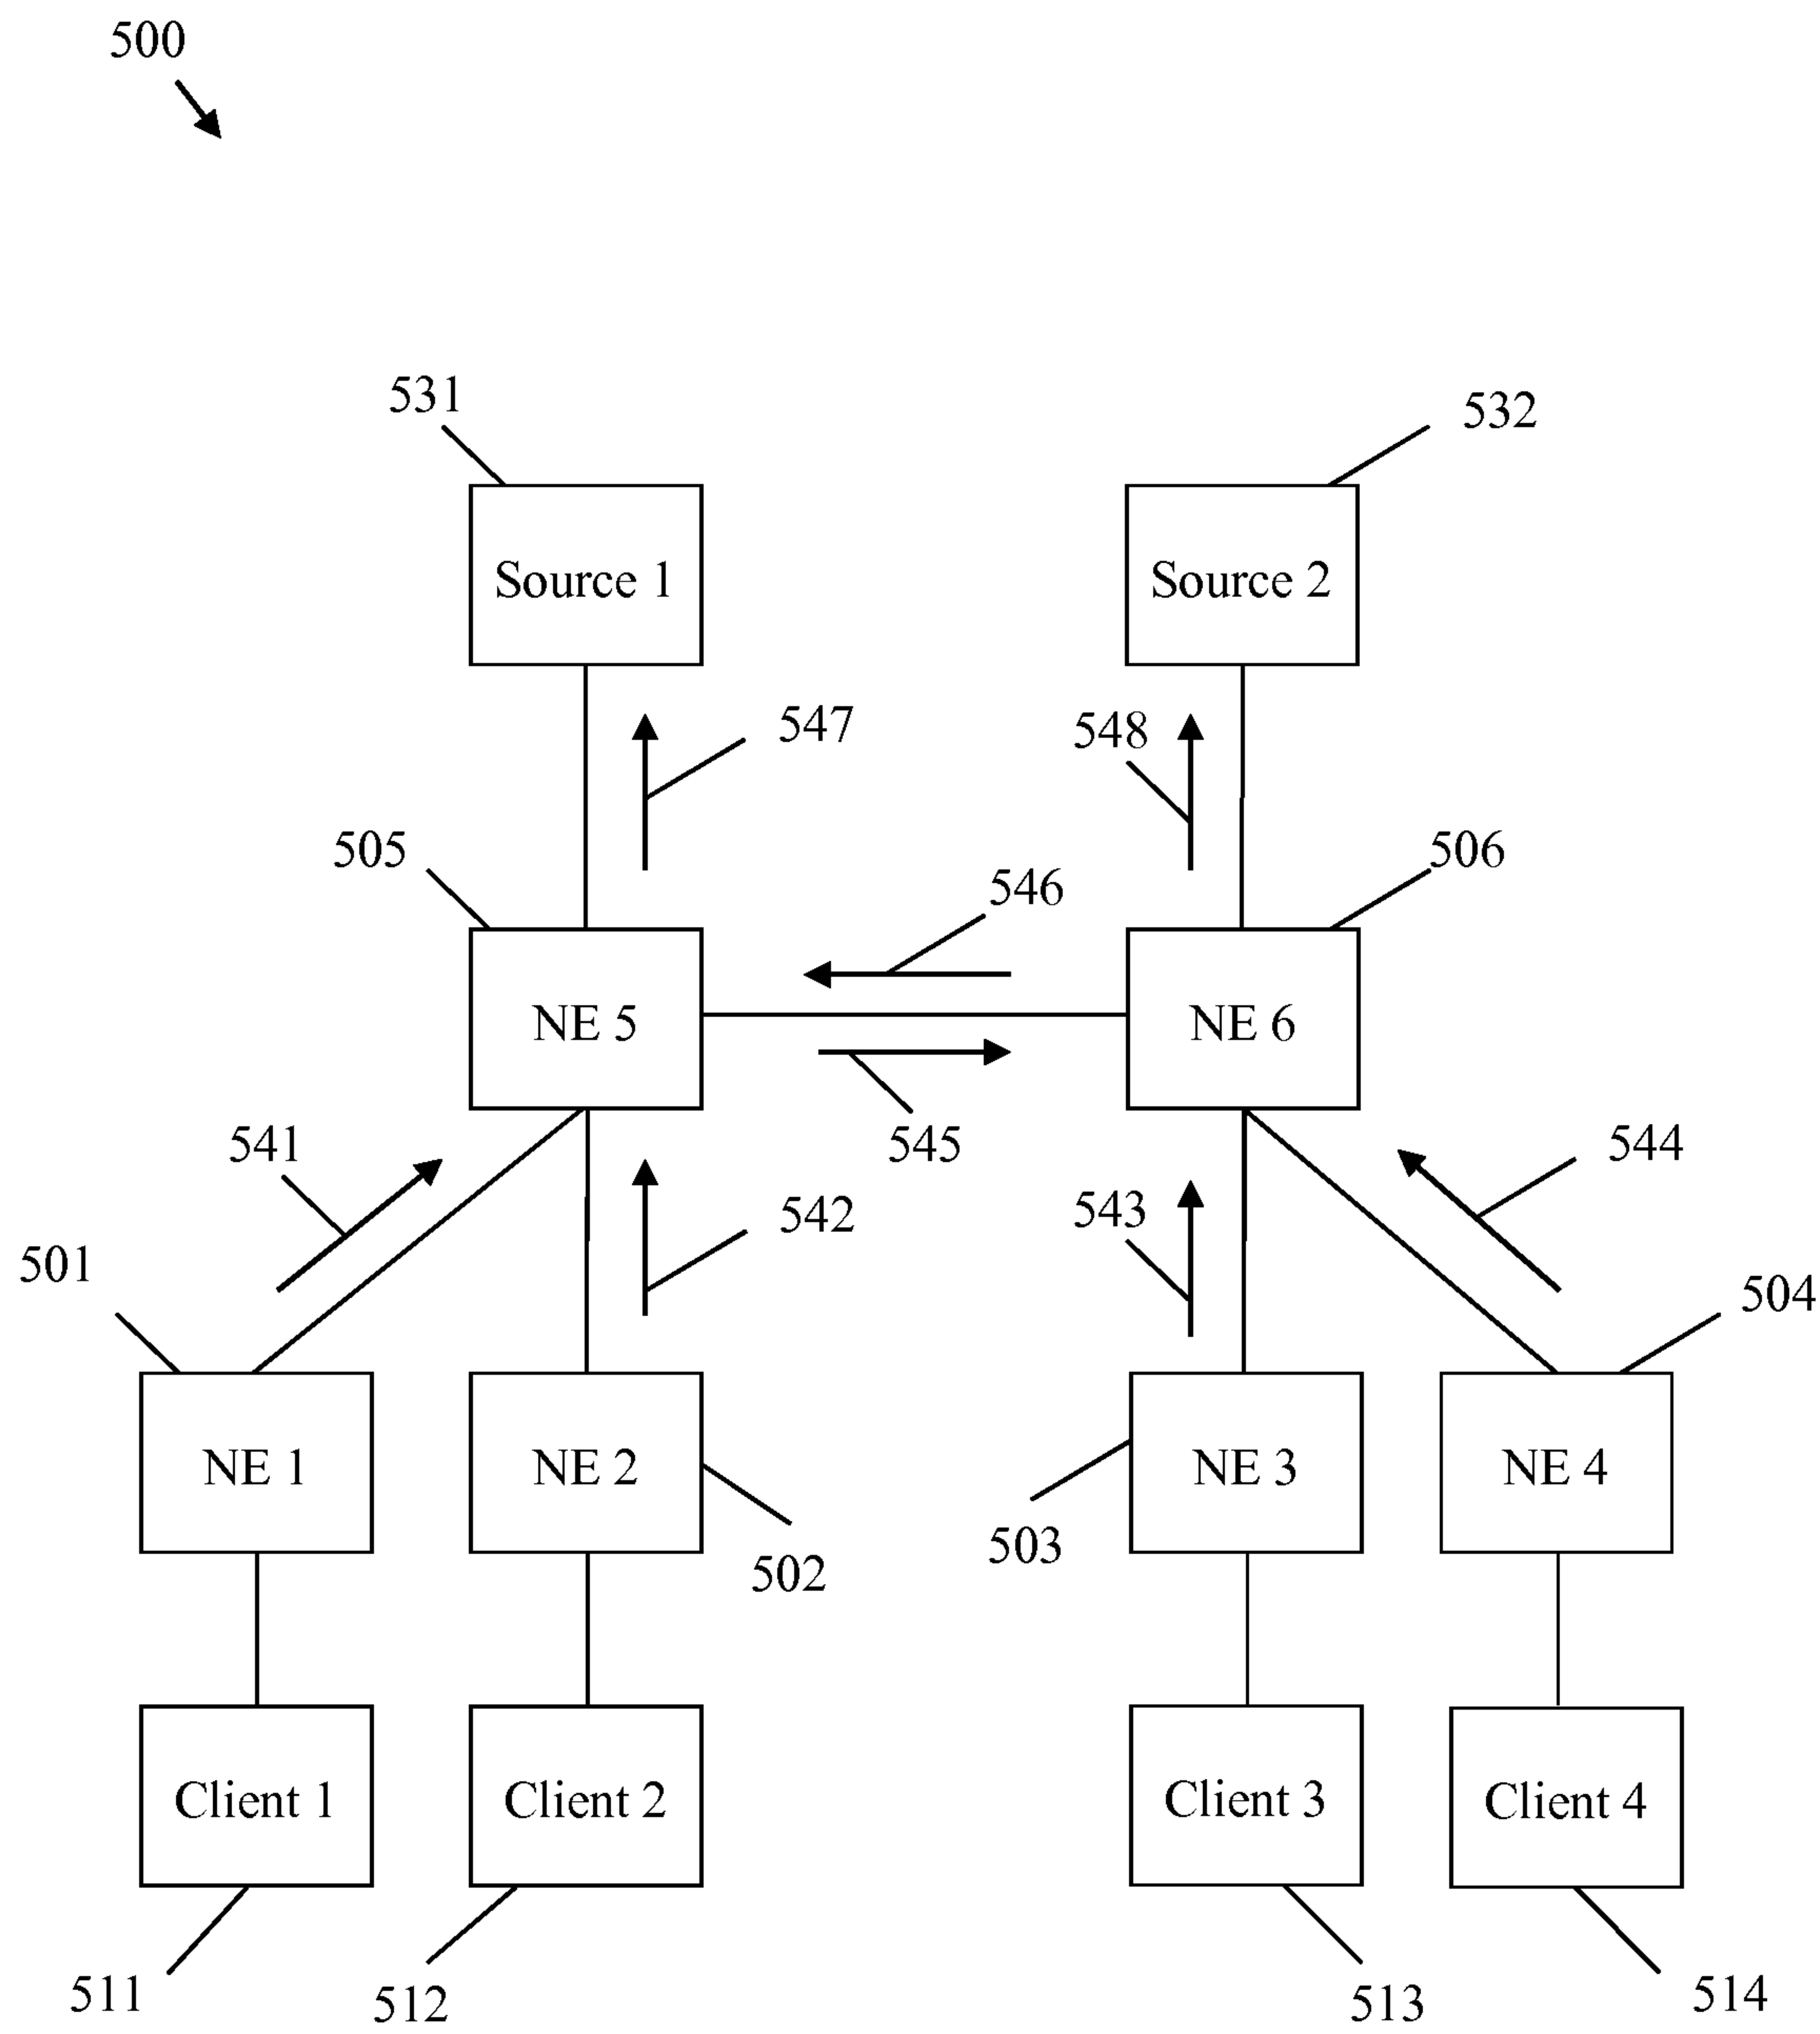 500
531
532
Source 1
Source 2
547
548
505
546
506
NE 5
NE 6
541
545
544
542
543
501
504
NE 1
NE 2
NE 3
NE 4
503
502
Client 1
Client 2
Client 3
Client 4
511
512
513
514